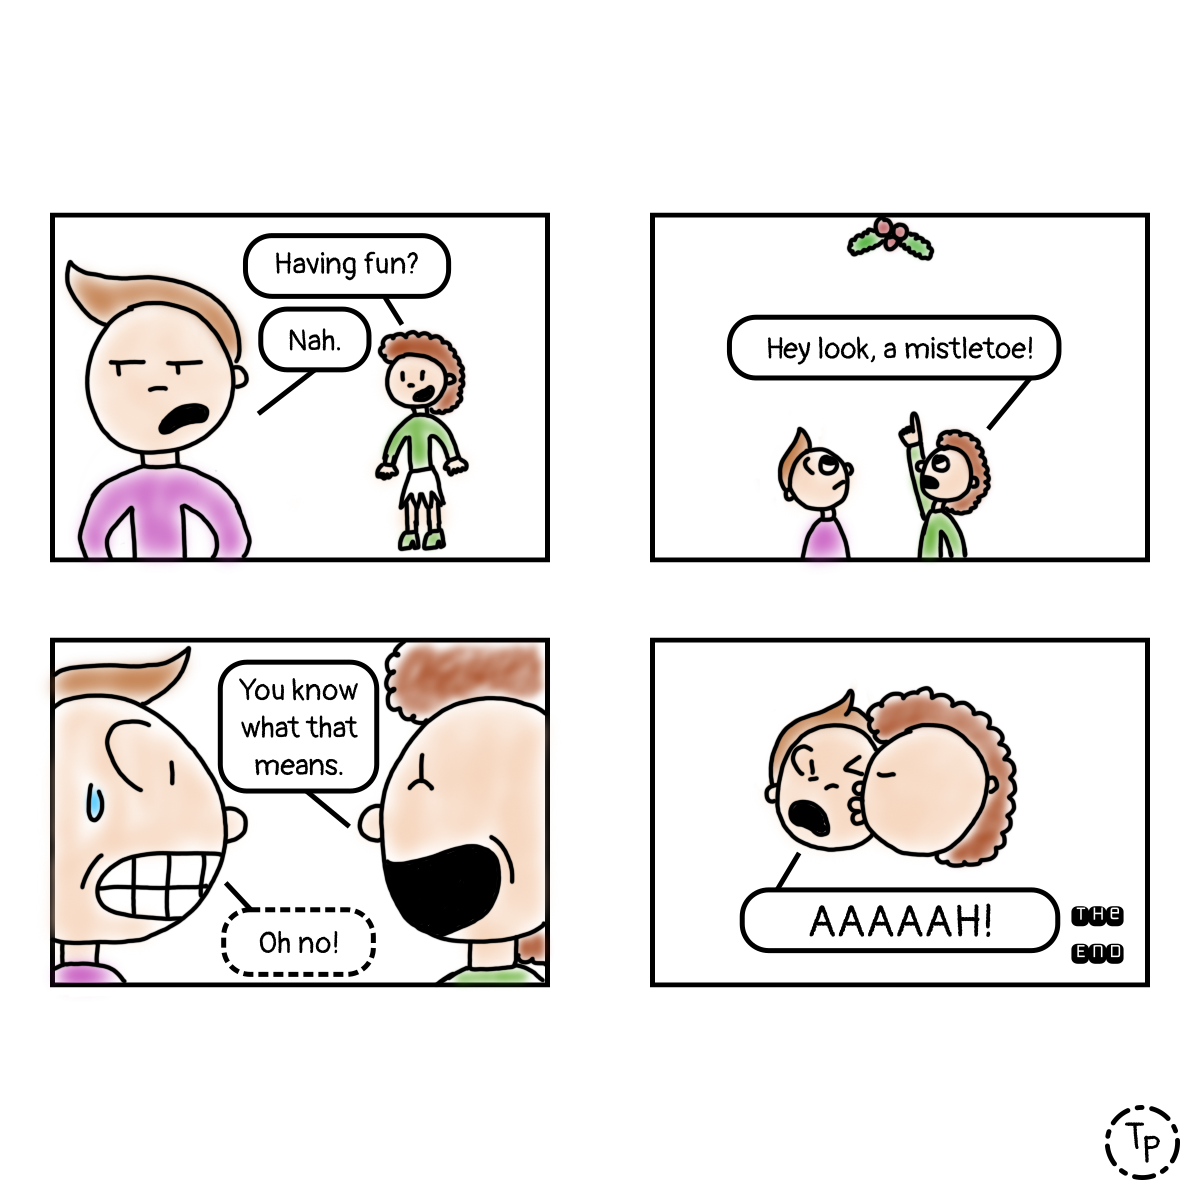 Having fun?
Nah.
Hey look, a mistletoe!
You know
what that
means.
Oh no!
AAAAAH!
THE
END
TP